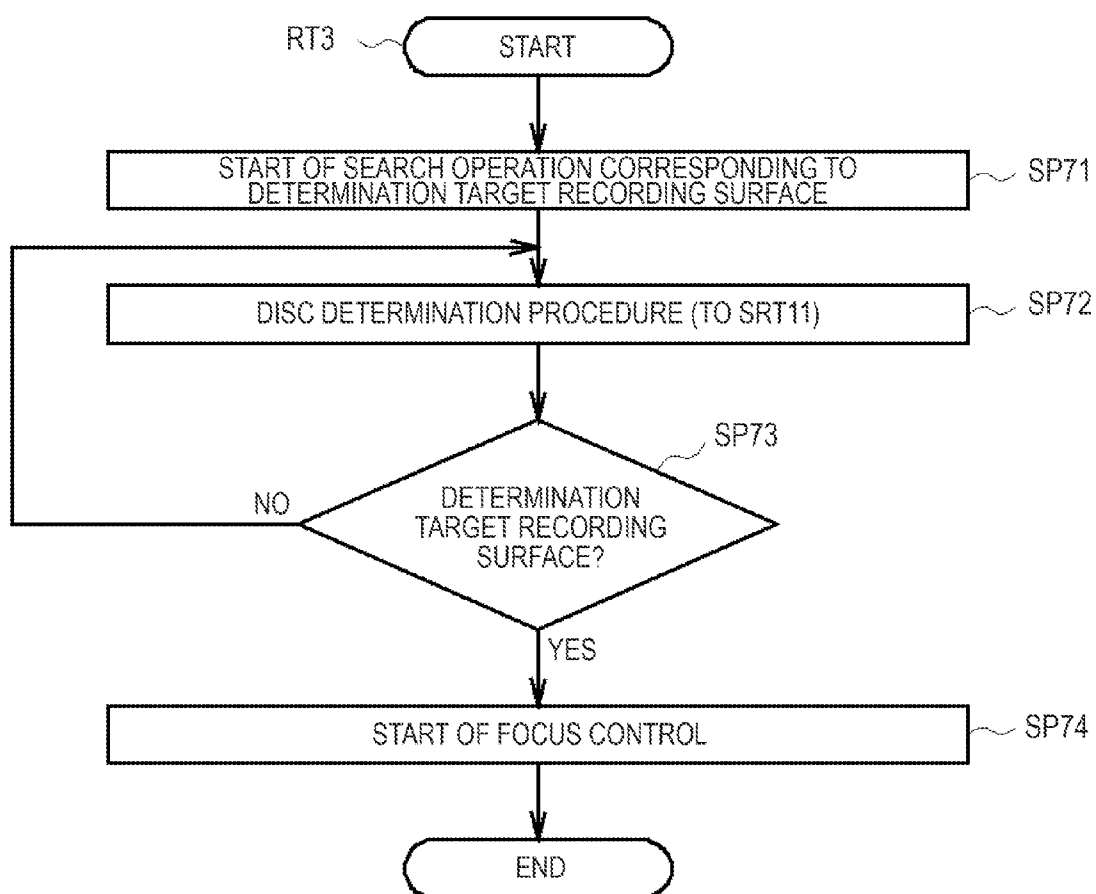 RT3
START
START OF SEARCH OPERATION CORRESPONDING TO
DETERMINATION TARGET RECORDING SURFACE
SP71
DISC DETERMINATION PROCEDURE (TO SRT11)
SP72
SP73
DETERMINATION
TARGET RECORDING
SURFACE?
NO
YES
START OF FOCUS CONTROL
SP74
END